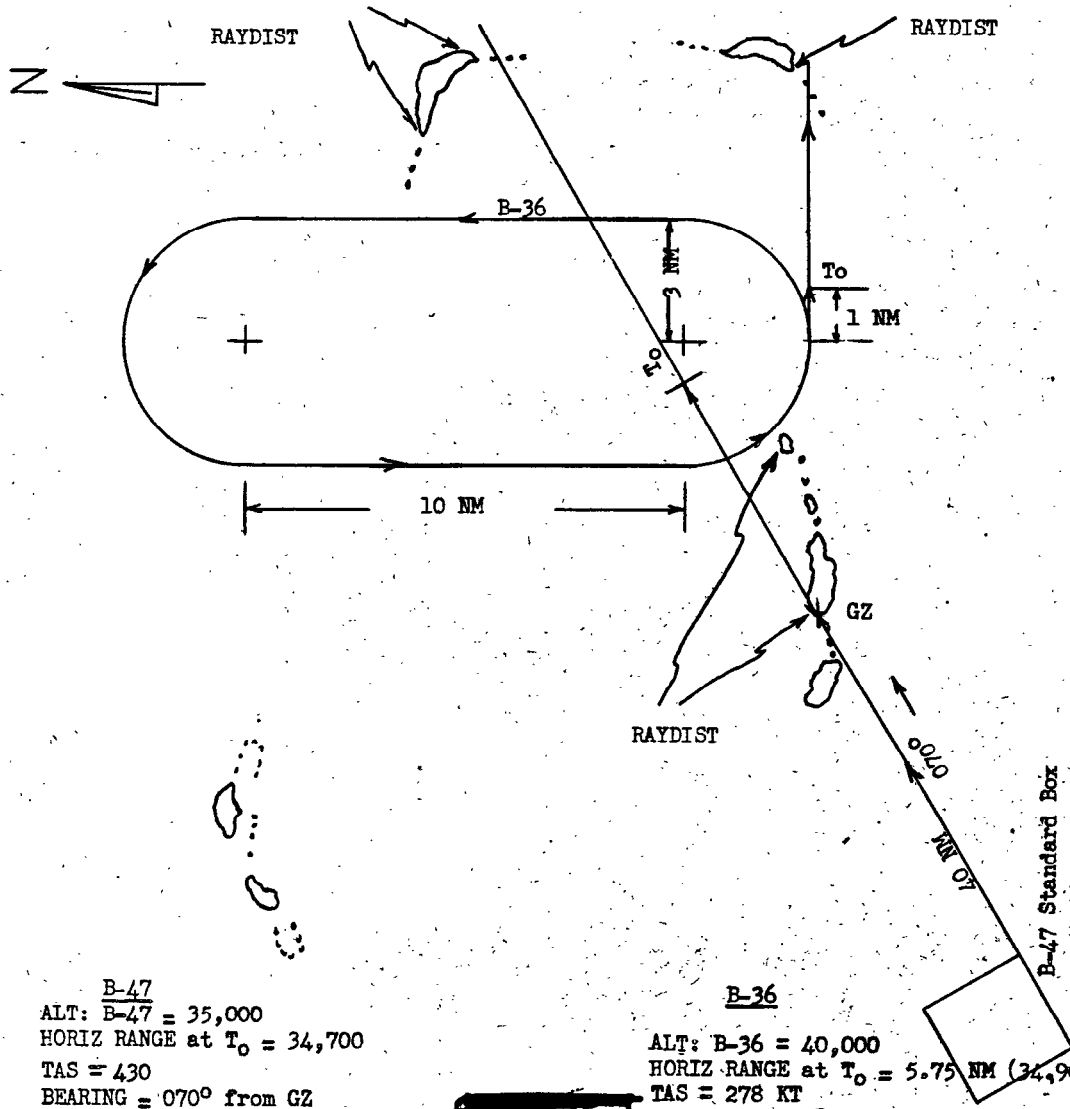 RAYDIST
RAYDIST
N
B-36
3 NM
To
1 NM
To
10 NM
GZ
RAYDIST
070°
40 NM
B-47 Standard Box
B-47
ALT: B-47 = 35,000
HORIZ RANGE at To = 34,700
TAS = 430
BEARING = 070° from GZ
B-36
ALT: B-36 = 40,000
HORIZ RANGE at To = 5.75 NM (34,9
TAS = 278 KT